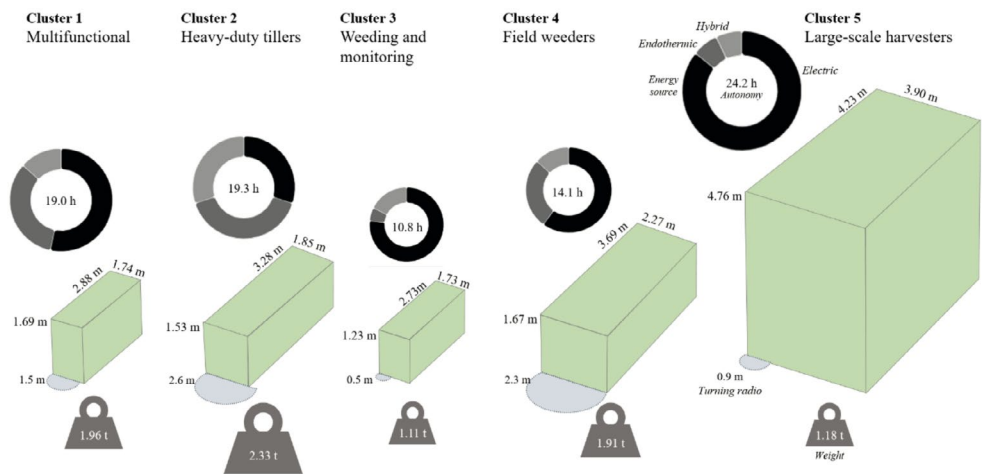 Cluster 1
Multifunctional
Cluster 2
Heavy-duty tillers
Cluster 3
Weeding and
monitoring
Cluster 4
Field weeders
Cluster 5
Large-scale harvesters
Hybrid
Endothermic
Energy
source
Electric
24.2 h
Autonomy
19.0 h
19.3 h
10.8 h
14.1 h
2.88 m
1.74 m
1.69 m
1.5 m
3.28 m
1.85 m
1.53 m
2.6 m
2.73m
1.73 m
1.23 m
0.5 m
3.69 m
2.27 m
1.67 m
2.3 m
4.23 m
3.90 m
4.76 m
0.9 m
Turning radio
1.96 t
2.33 t
1.11 t
1.91 t
1.18 t
Weight